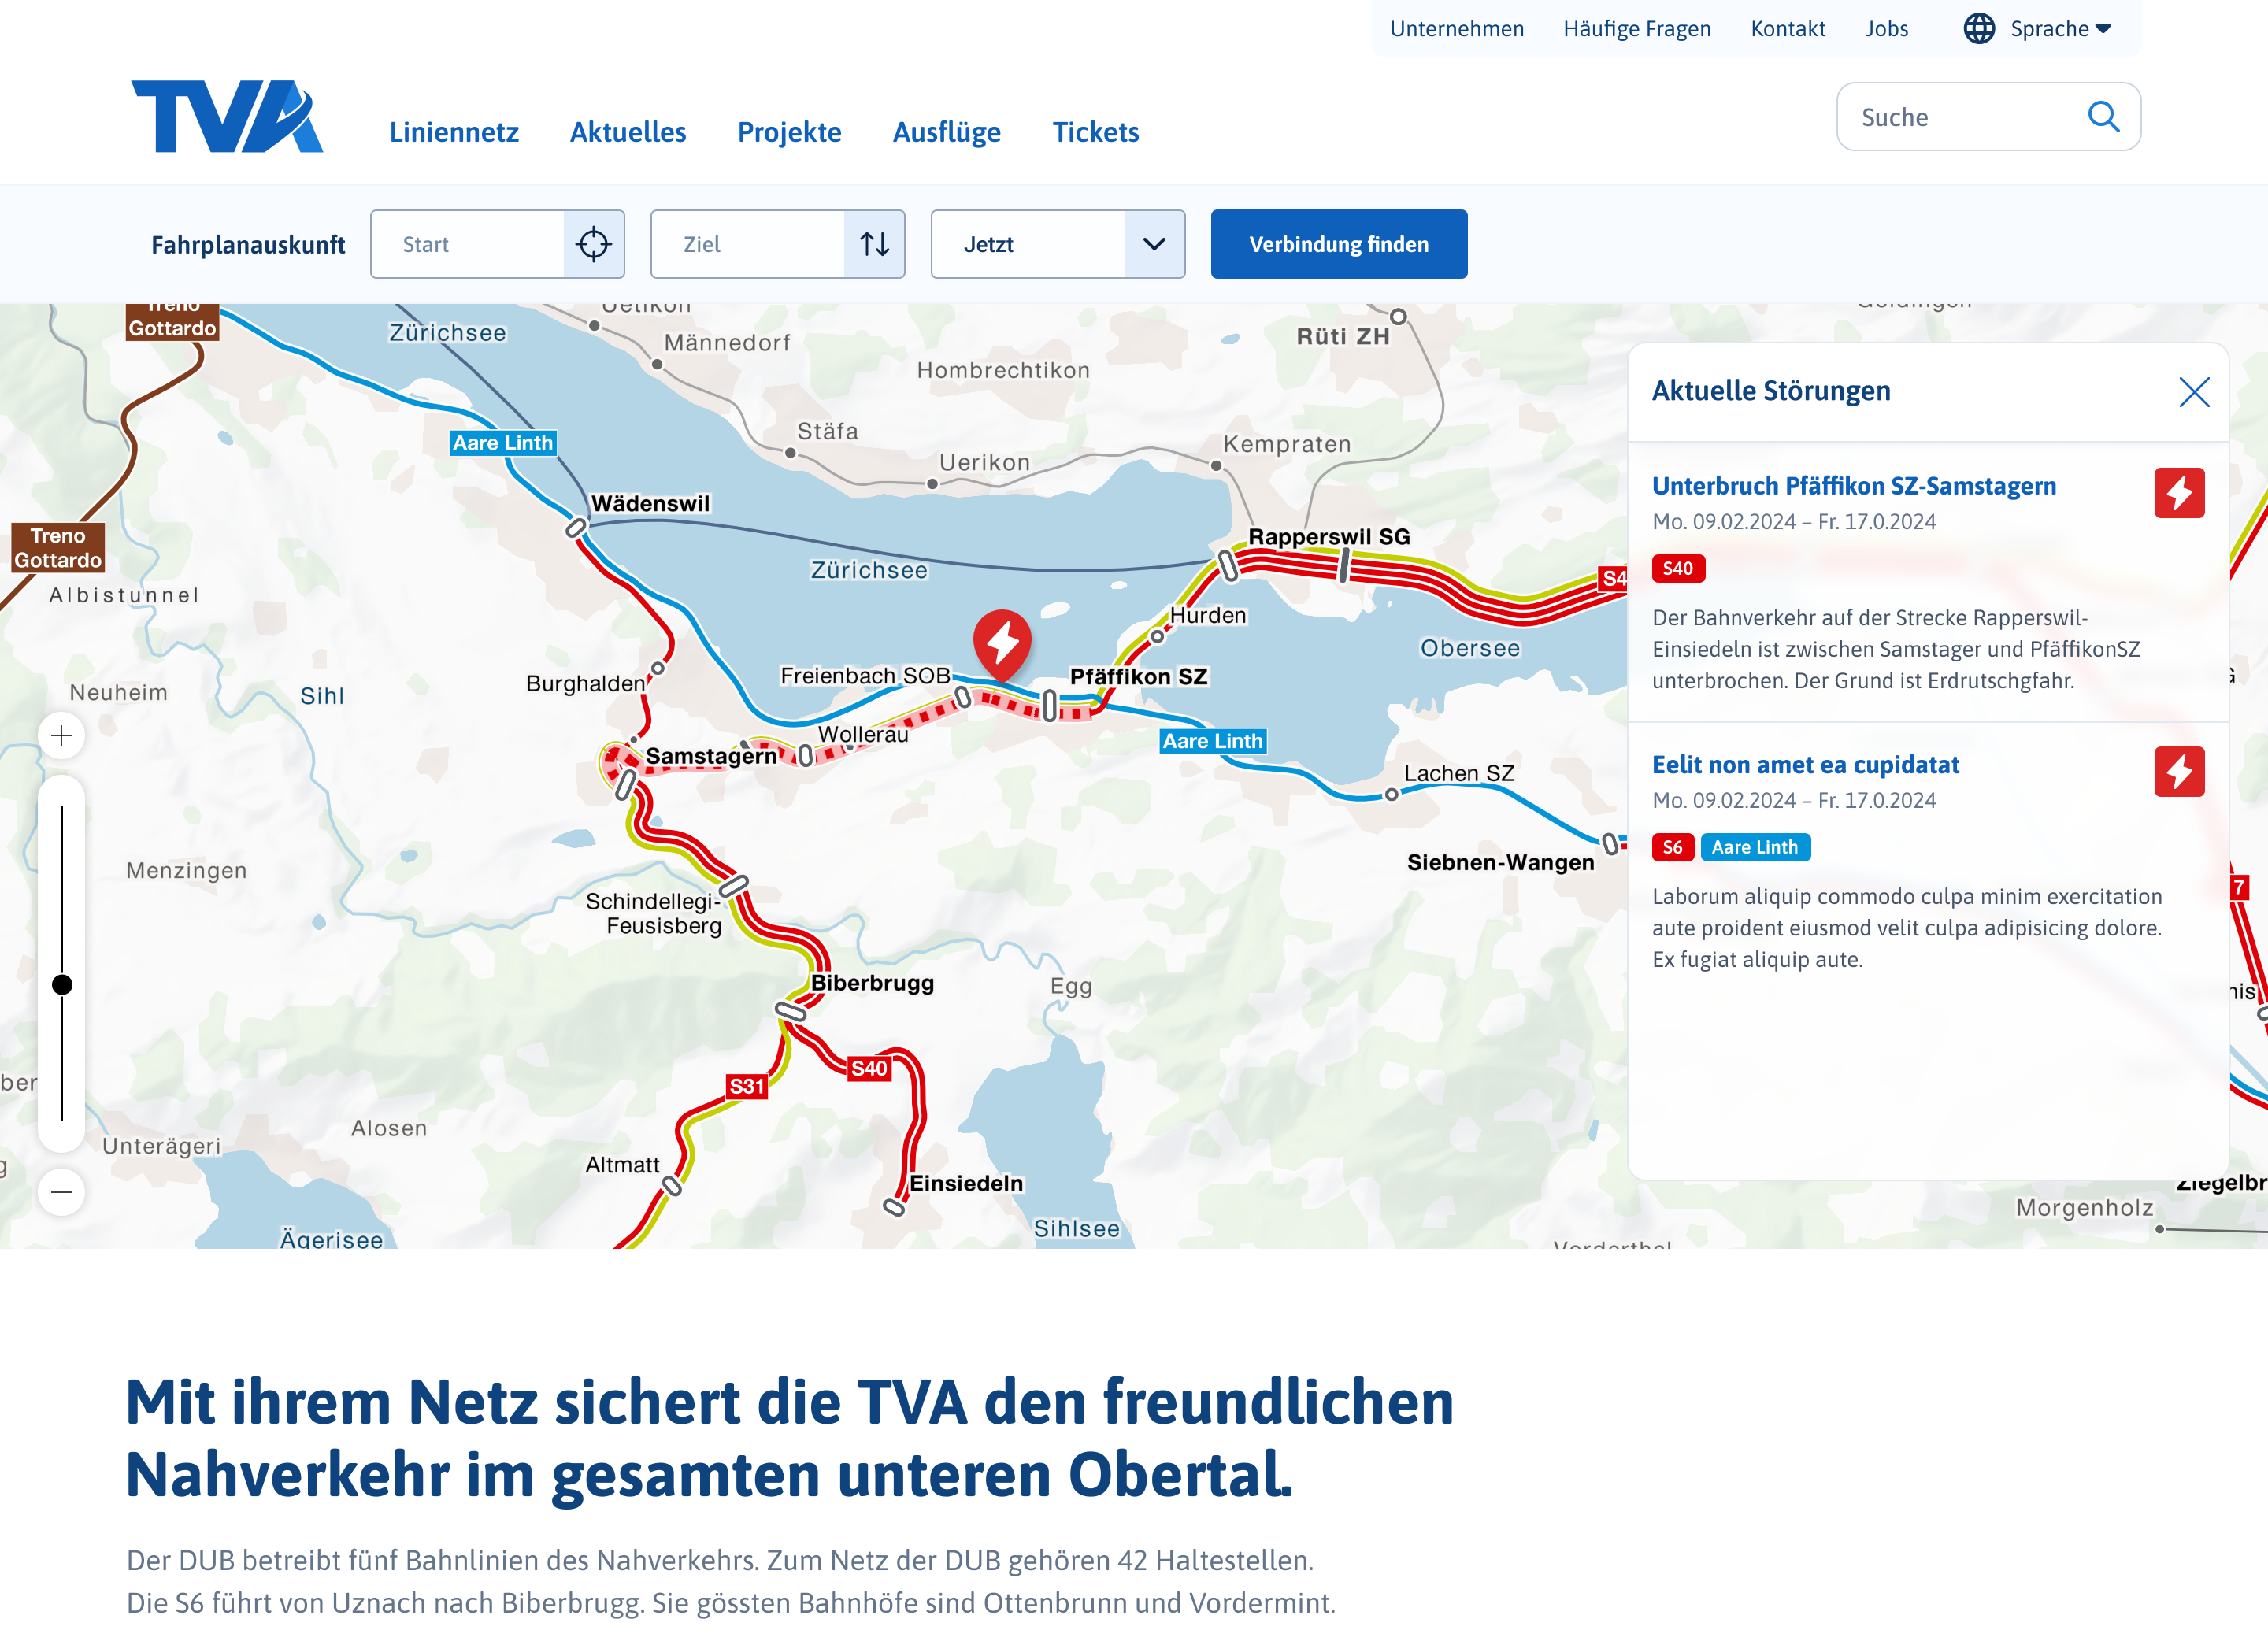 Unternehmen Häufige Fragen Kontakt Jobs Sprache
TVA
Liniennetz Aktuelles Projekte Ausflüge Tickets
Suche
Fahrplanauskunft Start Ziel Jetzt Verbindung finden
Treno
Gottardo
Zürichsee
Uetikon
Männedorf
Hombrechtikon
Rüti ZH
Stäfa
Uerikon
Kempraten
Aare Linth
Wädenswil
Treno
Gottardo
Albistunnel
Zürichsee
Rapperswil SG
S4
Hurden
Obersee
Neuheim
Sihl
Burghalden
Freienbach SOB
Pfäffikon SZ
Wollerau
Samstagern
Aare Linth
Lachen SZ
Siebnen-Wangen
Menzingen
Schindellegi-
Feusisberg
Biberbrugg
Egg
S40
S31
Alosen
Unterägeri
Altmatt
Einsiedeln
Sihlsee
Ägerisee
Morgenholz
7
Aktuelle Störungen
Unterbruch Pfäffikon SZ-Samstagern
Mo. 09.02.2024 – Fr. 17.0.2024
S40
Der Bahnverkehr auf der Strecke Rapperswil-
Einsiedeln ist zwischen Samstager und PfäffikonSZ
unterbrochen. Der Grund ist Erdrutschgfahr.
Eelit non amet ea cupidatat
Mo. 09.02.2024 – Fr. 17.0.2024
S6 Aare Linth
Laborum aliquip commodo culpa minim exercitation
aute proident eiusmod velit culpa adipisicing dolore.
Ex fugiat aliquip aute.
Mit ihrem Netz sichert die TVA den freundlichen
Nahverkehr im gesamten unteren Obertal.
Der DUB betreibt fünf Bahnlinien des Nahverkehrs. Zum Netz der DUB gehören 42 Haltestellen.
Die S6 führt von Uznach nach Biberbrugg. Sie gössten Bahnhöfe sind Ottenbrunn und Vordermint.